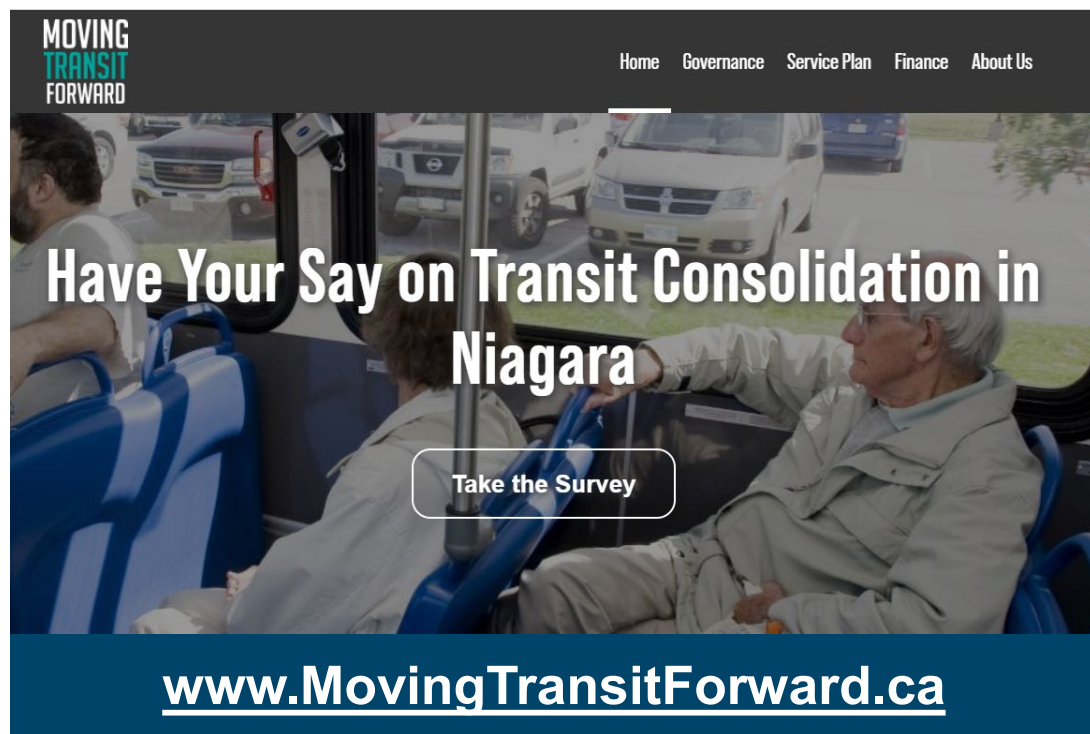 MOVING
TRANSIT
FORWARD
Home Governance Service Plan Finance About Us
Have Your Say on Transit Consolidation in
Niagara
Take the Survey
www.MovingTransitForward.ca